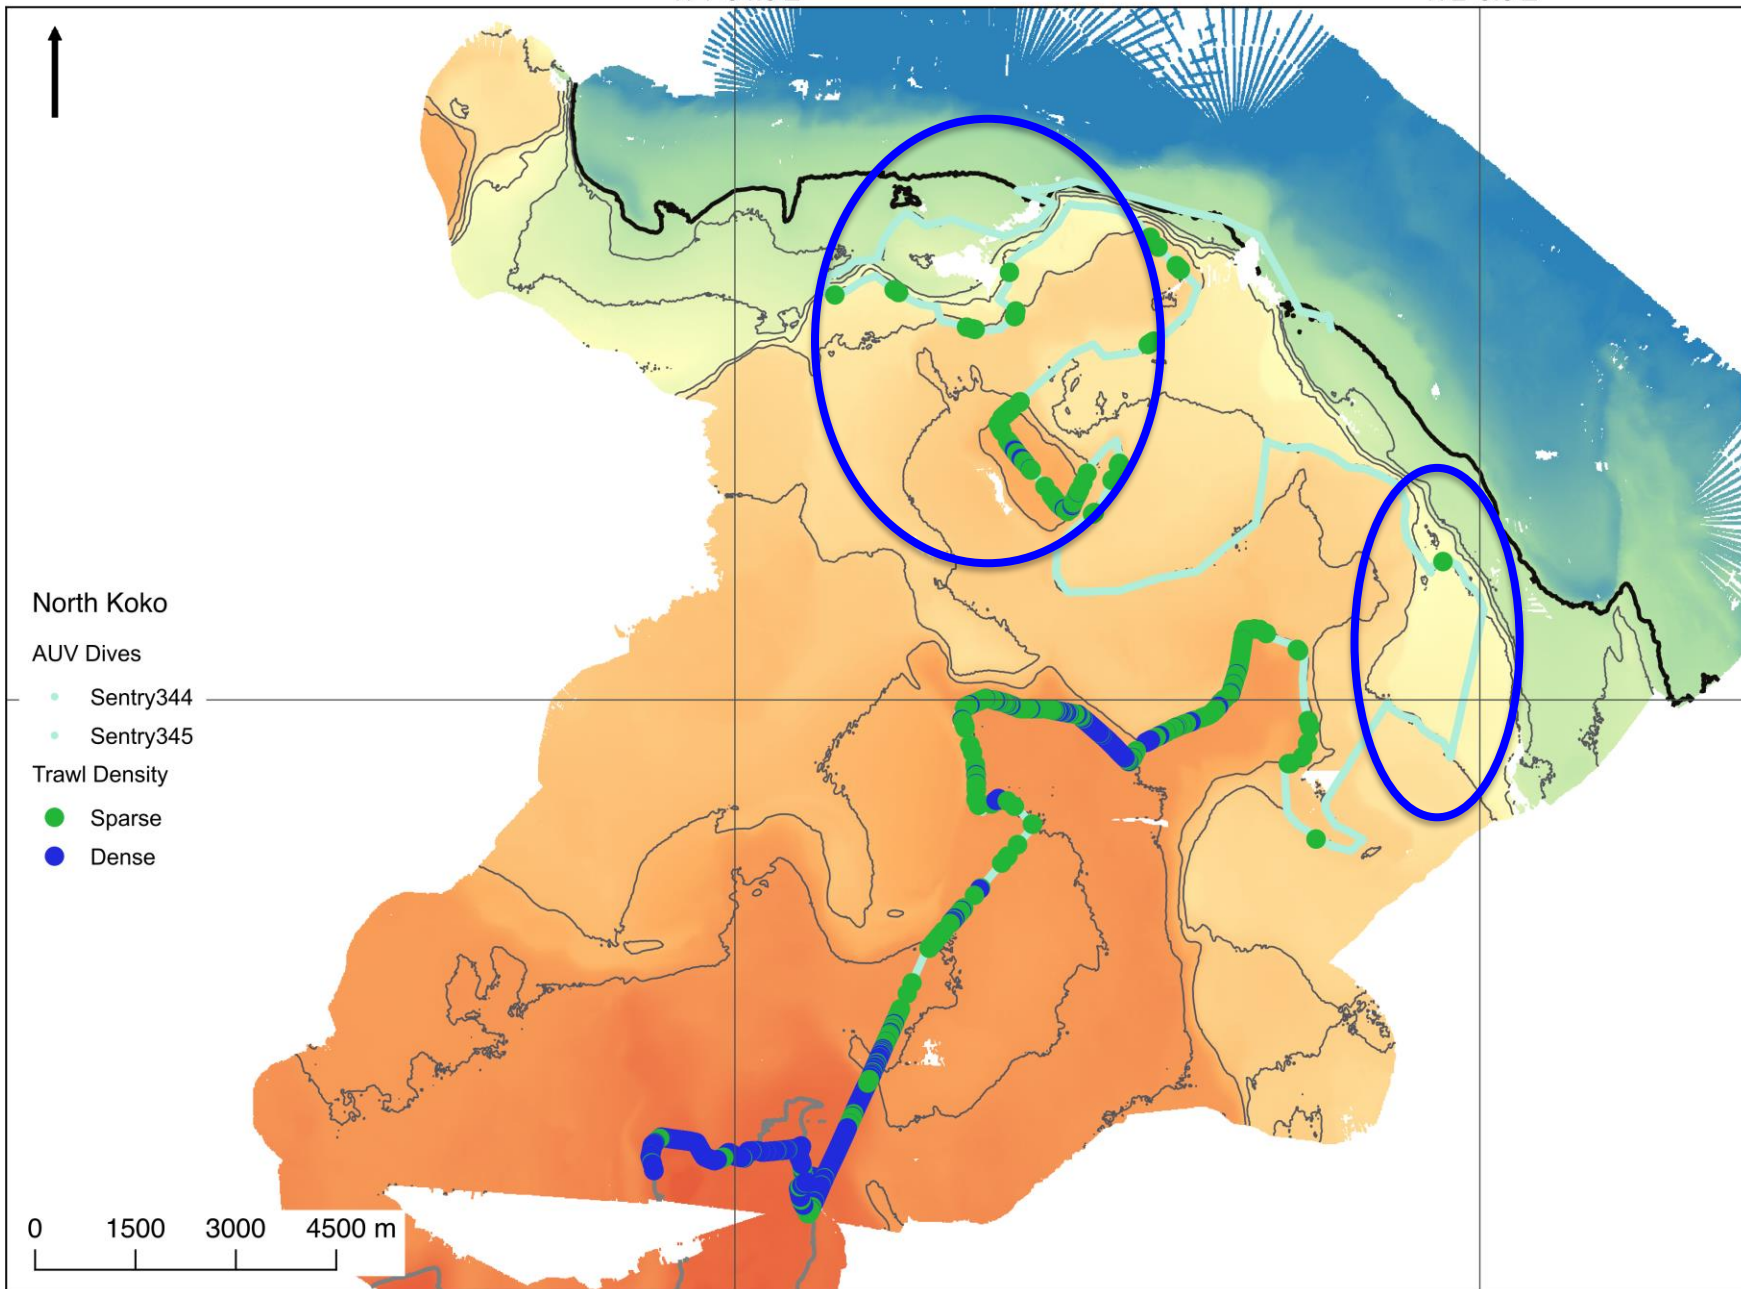 North Koko
AUV Dives
Sentry344
Sentry345
Trawl Density
Sparse
Dense
0 1500 3000 4500 m